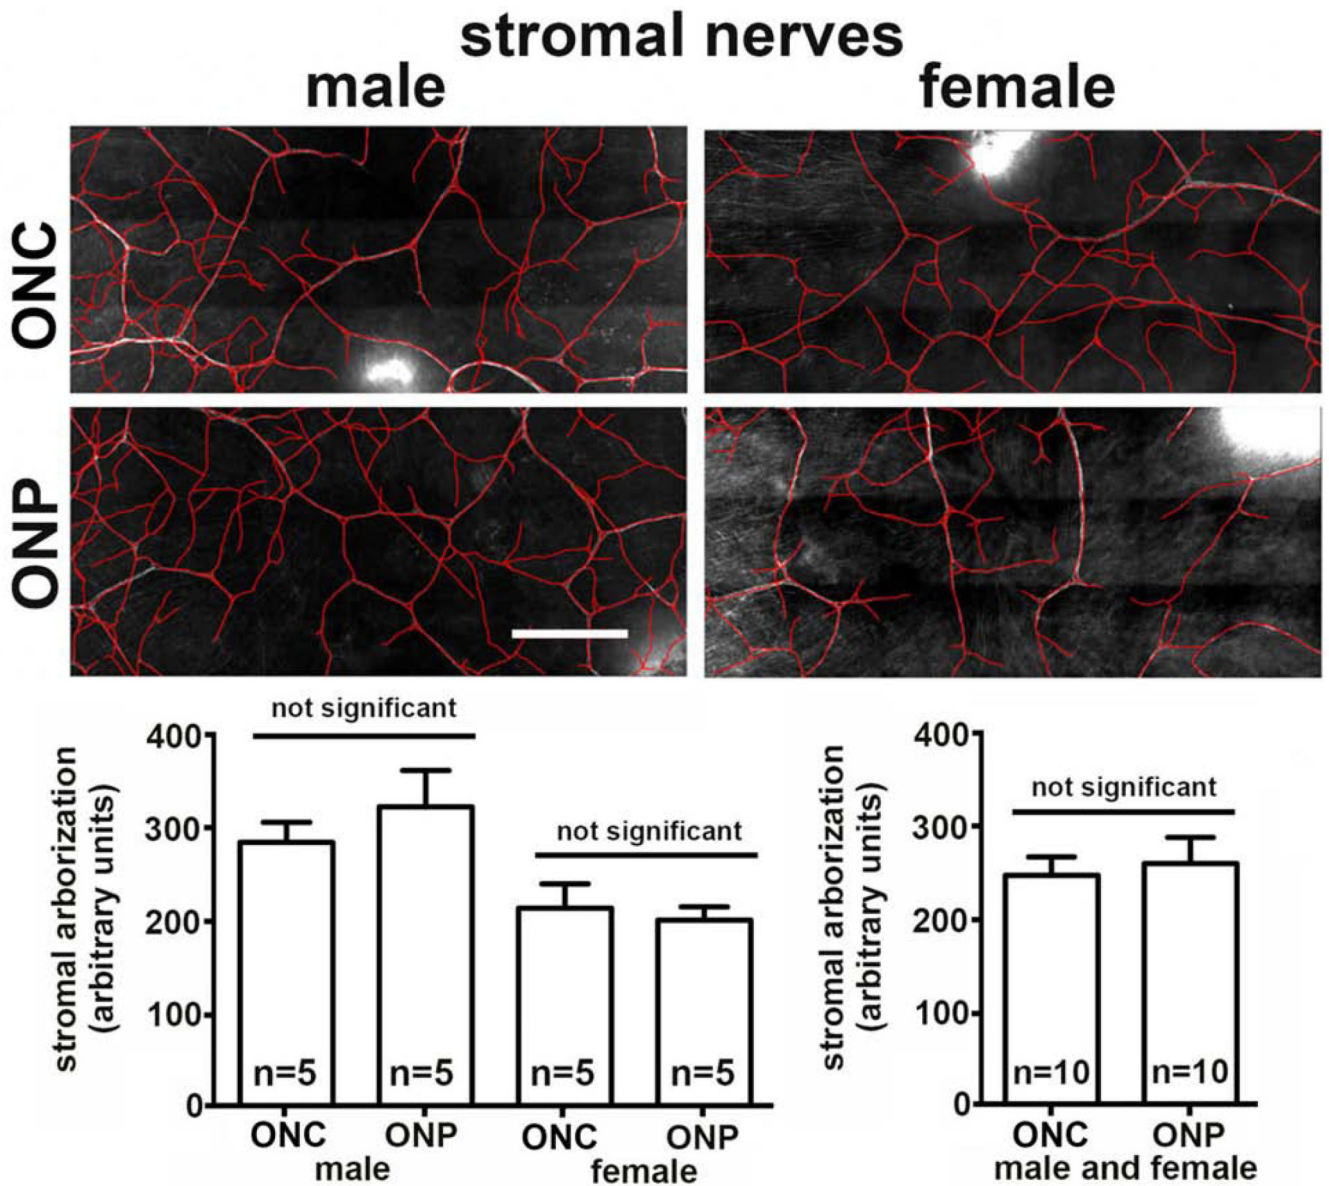 stromal nerves
male
female
ONC
ONP
stromal arborization
(arbitrary units)
400
300
200
100
0
not significant
not significant
n=5
n=5
n=5
n=5
ONC
ONP
ONC
ONP
male
female
stromal arborization
(arbitrary units)
400
300
200
100
0
not significant
n=10
n=10
ONC
ONP
male and female